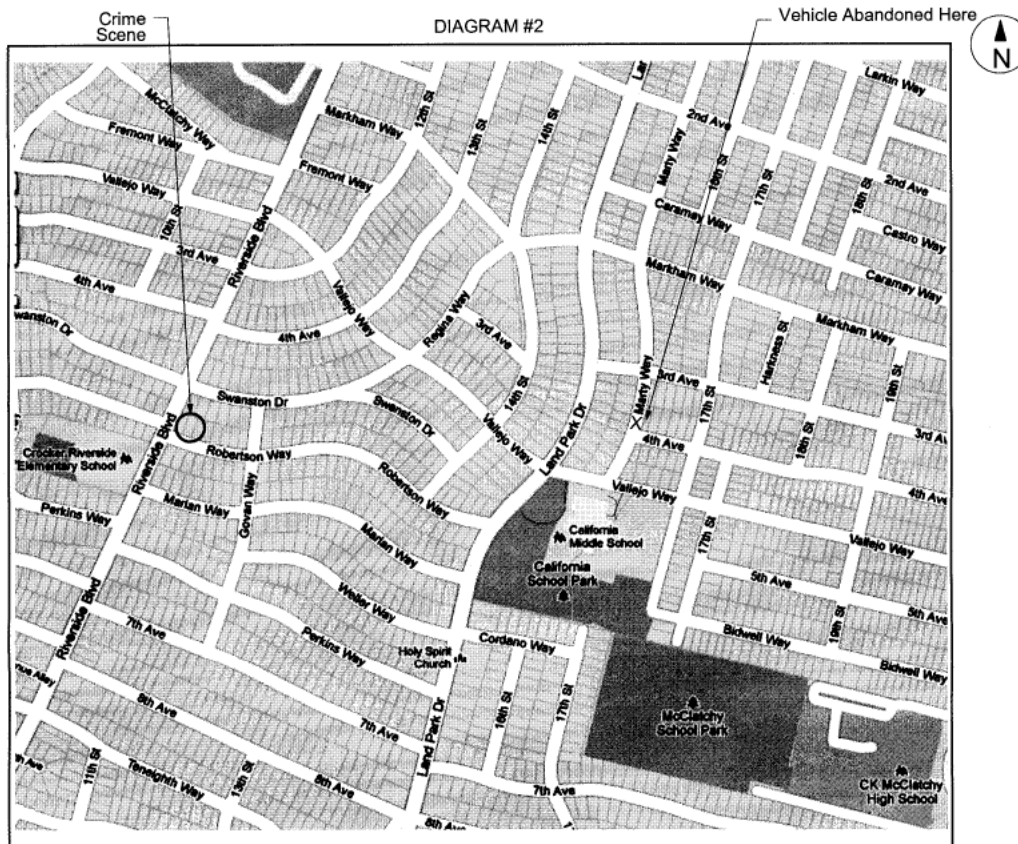 Crime
Scene
DIAGRAM #2
Vehicle Abandoned Here
N
McClatchy Way
Fremont Way
Vallejo Way
10th St
3rd Ave
4th Ave
Swanston Dr
Riverside Blvd
Markham Way
Fremont Way
12th St
13th St
14th St
Larkin Way
2nd Ave
Marty Way
16th St
17th St
18th St
2nd Ave
Caramay Way
Castro Way
Caramay Way
Markham Way
Markham Way
Vallejo Way
4th Ave
Regina Way
3rd Ave
14th St
Harkness St
19th St
3rd Ave
Marty Way
17th St
18th St
3rd Ave
4th Ave
4th Ave
Swanston Dr
Swanston Dr
Vallejo Way
Land Park Dr
Riverside Blvd
Robertson Way
Robertson Way
Crocker Riverside
Elementary School
Marian Way
Govan Way
Marian Way
Perkins Way
Vallejo Way
Vallejo Way
California
Middle School
California
School Park
17th St
5th Ave
5th Ave
Bidwell Way
19th St
Bidwell Way
Weller Way
Perkins Way
Holy Spirit
Church
Cordano Way
16th St
17th St
7th Ave
Riverside Blvd
8th Ave
7th Ave
Land Park Dr
McClatchy
School Park
11th St
Teneighth Way
13th St
8th Ave
8th Ave
7th Ave
CK McClatchy
High School